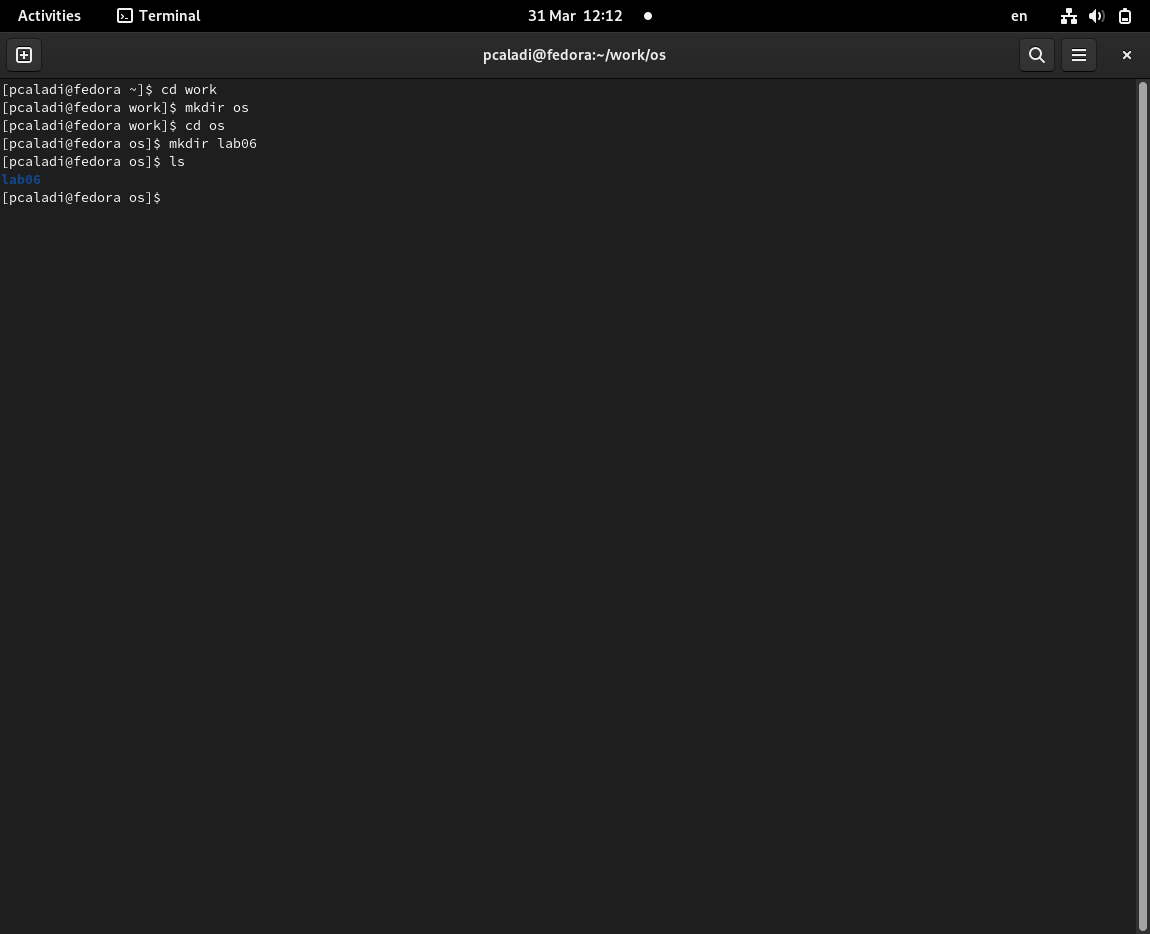 Activities Terminal 31 Mar 12:12 en
pcaladi@fedora:~/work/os
[pcaladi@fedora ~]$ cd work
[pcaladi@fedora work]$ mkdir os
[pcaladi@fedora work]$ cd os
[pcaladi@fedora os]$ mkdir lab06
[pcaladi@fedora os]$ ls
lab06
[pcaladi@fedora os]$